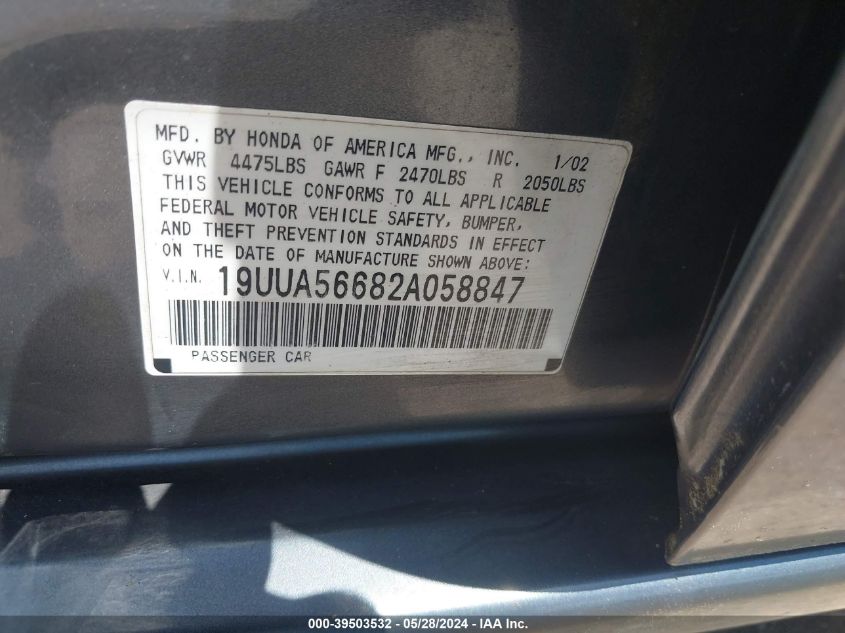 MFD. BY HONDA OF AMERICA MFG., INC. 1/02
GVWR 4475LBS GAWR F 2470LBS R 2050LBS
THIS VEHICLE CONFORMS TO ALL APPLICABLE
FEDERAL MOTOR VEHICLE SAFETY, BUMPER,
AND THEFT PREVENTION STANDARDS IN EFFECT
ON THE DATE OF MANUFACTURE SHOWN ABOVE:
V.I.N. 19UUA56682A058847
PASSENGER CAR
000-39503532 - 05/28/2024 - IAAI INC.